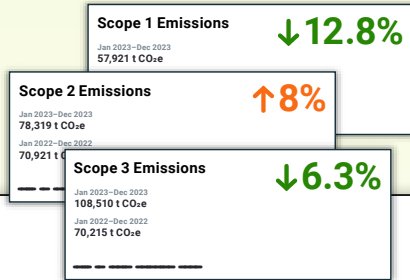 Scope 1 Emissions
↓12.8%
Jan 2023–Dec 2023
57,921 t CO₂e
Scope 2 Emissions
↑8%
Jan 2023–Dec 2023
78,319 t CO₂e
Jan 2022–Dec 2022
70,921 t
Scope 3 Emissions
↓6.3%
Jan 2023–Dec 2023
108,510 t CO₂e
Jan 2022–Dec 2022
70,215 t CO₂e